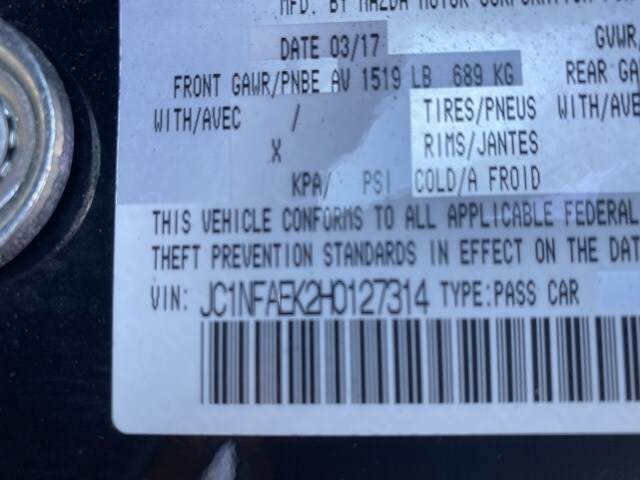 MFD. BY MAZDA MOTOR CORPORATION
DATE 03/17 GVWR
FRONT GAWR/PNBE AV 1519 LB 689 KG REAR GA
WITH/AVEC / TIRES/PNEUS WITH/AVE
X RIMS/JANTES
KPA/ PSI COLD/A FROID
THIS VEHICLE CONFORMS TO ALL APPLICABLE FEDERAL
THEFT PREVENTION STANDARDS IN EFFECT ON THE DAT
VIN: JC1NFAEK2H0127314 TYPE:PASS CAR